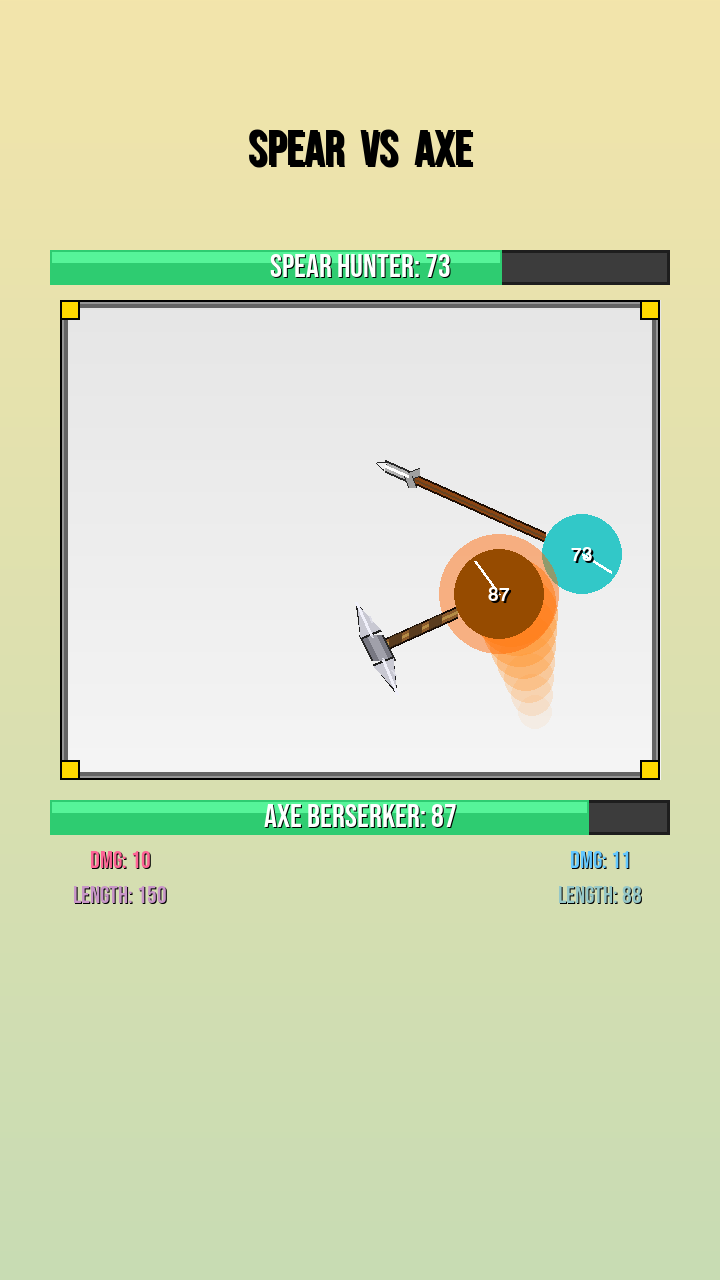 SPEAR VS AXE
SPEAR HUNTER: 73
73
87
AXE BERSERKER: 87
DMG: 10
DMG: 11
LENGTH: 150
LENGTH: 88